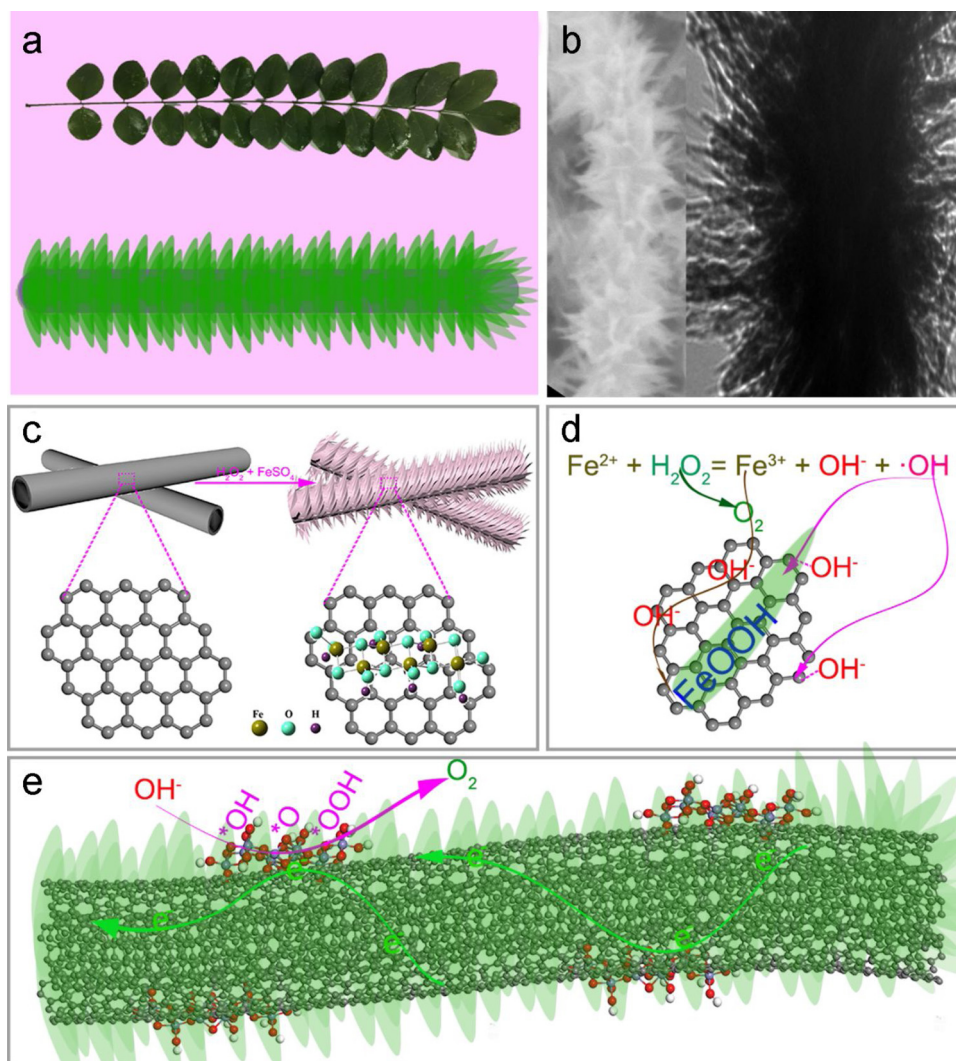 a
b
c
H₂O₂ + FeSO₄
Fe O H
d
Fe²⁺ + H₂O₂ = Fe³⁺ + OH⁻ + ·OH
O₂
OH⁻
OH⁻
OH⁻
FeOOH
OH⁻
e
OH⁻
*OH
*O
*OOH
O₂
e⁻
e⁻
e⁻
e⁻
e⁻
e⁻